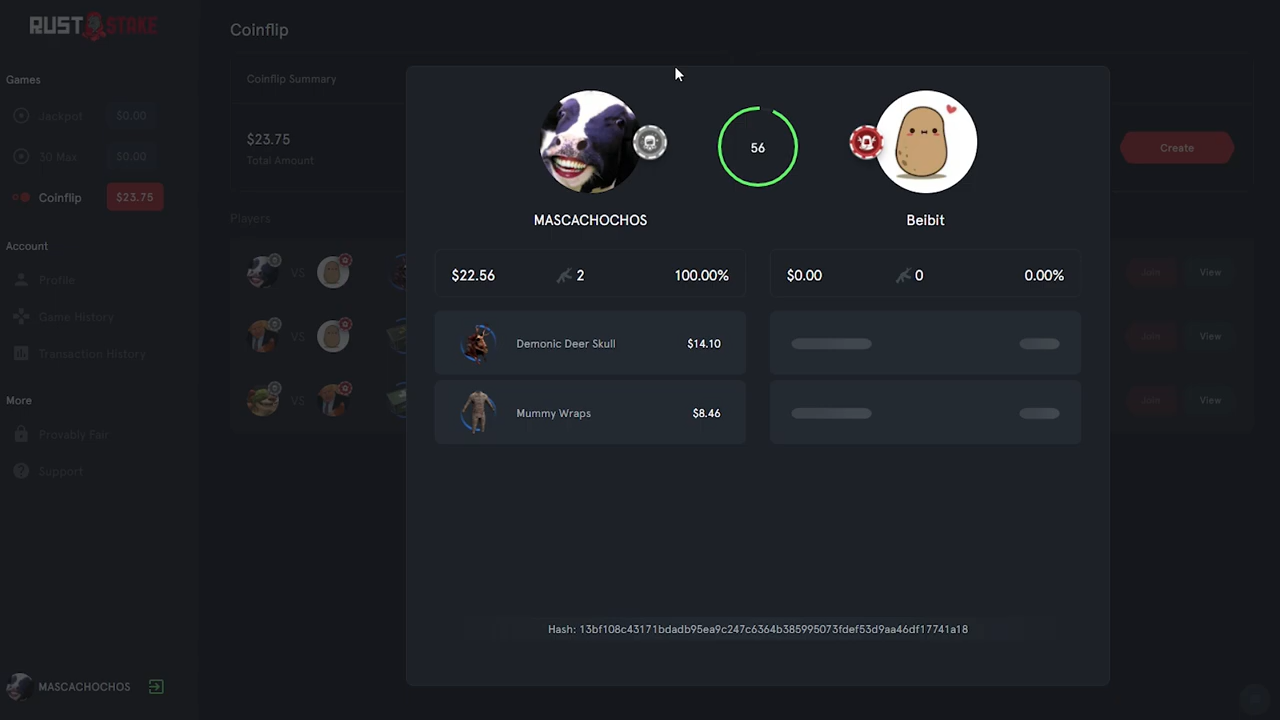 RUST STAKE
Coinflip
Games
Coinflip Summary
Jackpot $0.00
$23.75
Total Amount
56
Create
30 Max $0.00
Coinflip $23.75
Players
MASCACHOCHOS
Beibit
Account
VS
Join View
Profile
$22.56 2 100.00%
$0.00 0 0.00%
Game History
VS
Join View
Demonic Deer Skull $14.10
Transaction History
More
VS
Join View
Mummy Wraps $8.46
Provably Fair
Support
Hash: 13bf108c43171bdadb95ea9c247c6364b385995073fdef53d9aa46df17741a18
MASCACHOCHOS